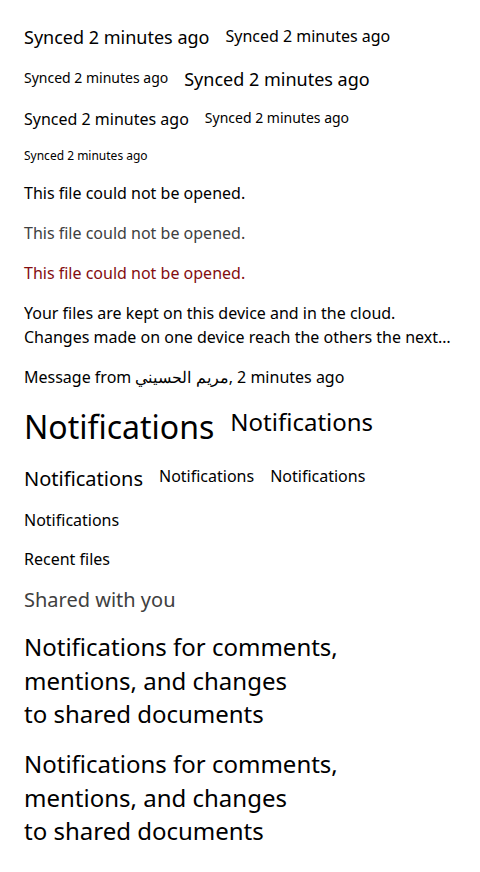 Synced 2 minutes ago Synced 2 minutes ago
Synced 2 minutes ago Synced 2 minutes ago
Synced 2 minutes ago Synced 2 minutes ago
Synced 2 minutes ago
This file could not be opened.
This file could not be opened.
This file could not be opened.
Your files are kept on this device and in the cloud.
Changes made on one device reach the others the next…
Message from مريم الحسيني, 2 minutes ago
Notifications Notifications
Notifications Notifications Notifications
Notifications
Recent files
Shared with you
Notifications for comments,
mentions, and changes
to shared documents
Notifications for comments,
mentions, and changes
to shared documents